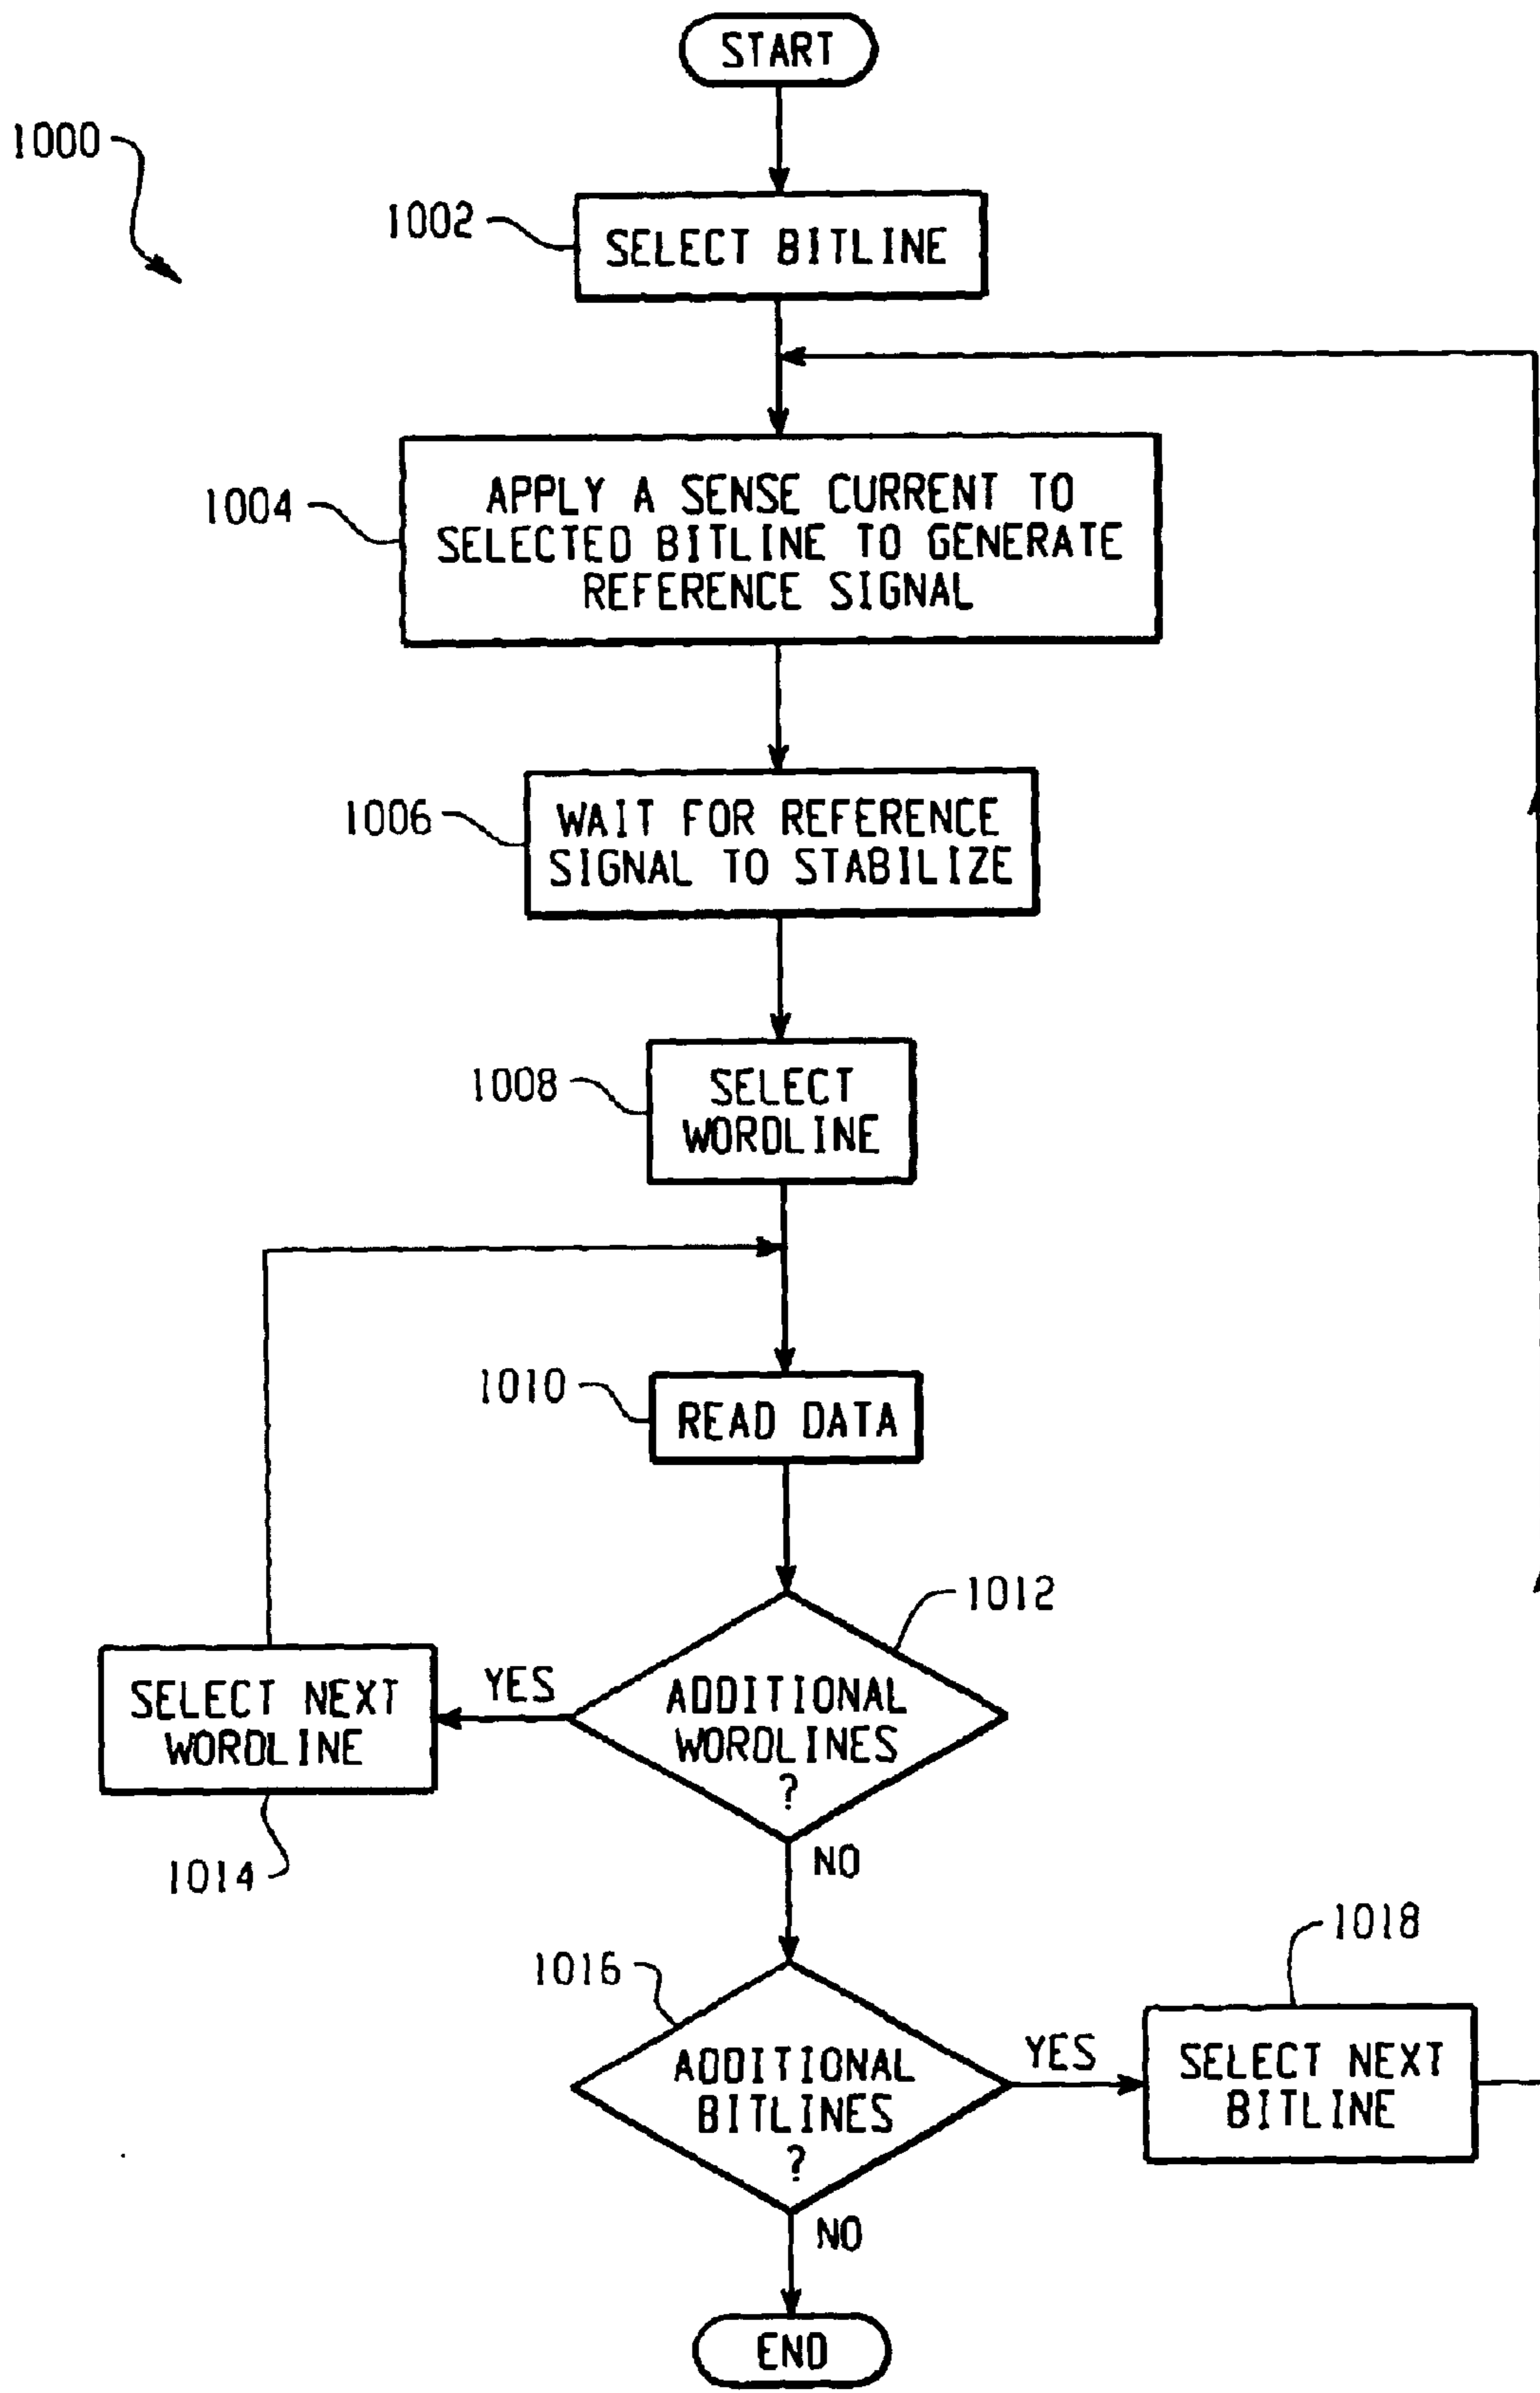 START
1000
1002
SELECT BITLINE
1004
APPLY A SENSE CURRENT TO
SELECTED BITLINE TO GENERATE
REFERENCE SIGNAL
1006
WAIT FOR REFERENCE
SIGNAL TO STABILIZE
1008
SELECT
WORDLINE
1010
READ DATA
1012
ADDITIONAL
WORDLINES
?
YES
SELECT NEXT
WORDLINE
1014
NO
1016
ADDITIONAL
BITLINES
?
YES
1018
SELECT NEXT
BITLINE
NO
END